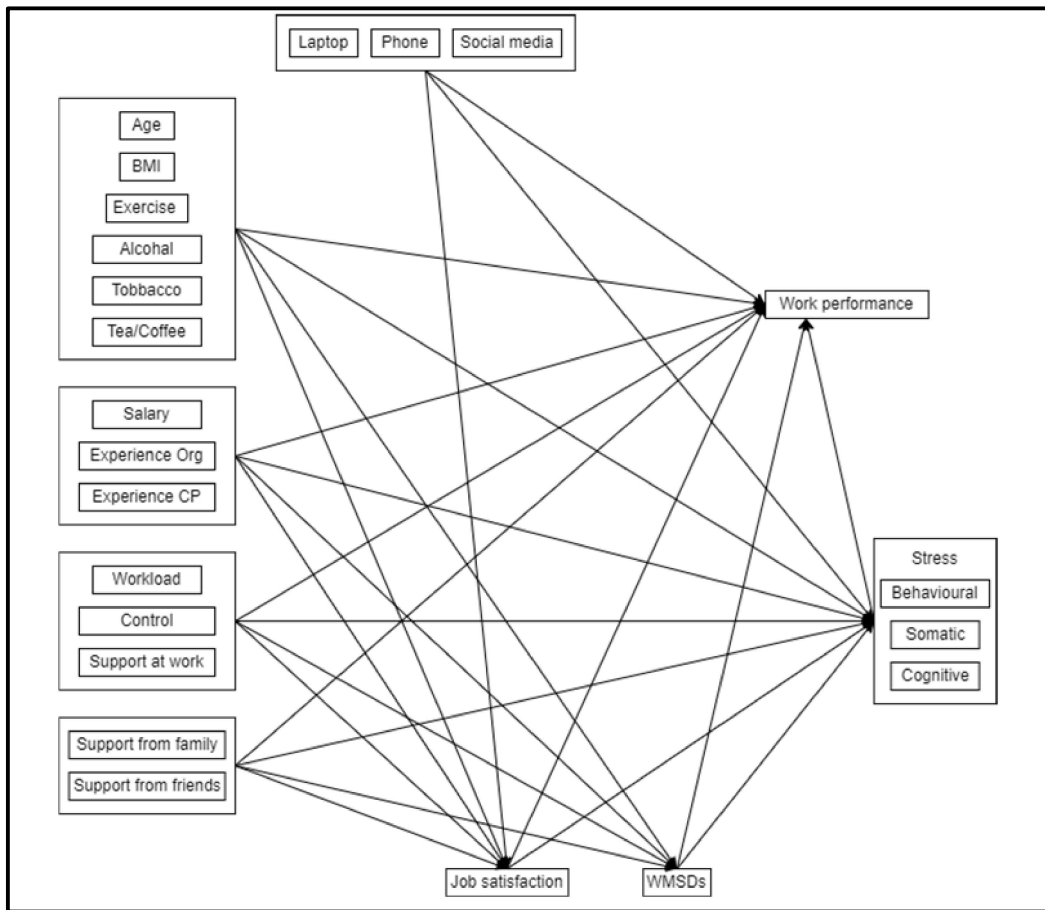 Laptop
Phone
Social media
Age
BMI
Exercise
Alcohal
Tobbacco
Tea/Coffee
Work performance
Salary
Experience Org
Experience CP
Stress
Behavioural
Somatic
Cognitive
Workload
Control
Support at work
Support from family
Support from friends
Job satisfaction
WMSDs